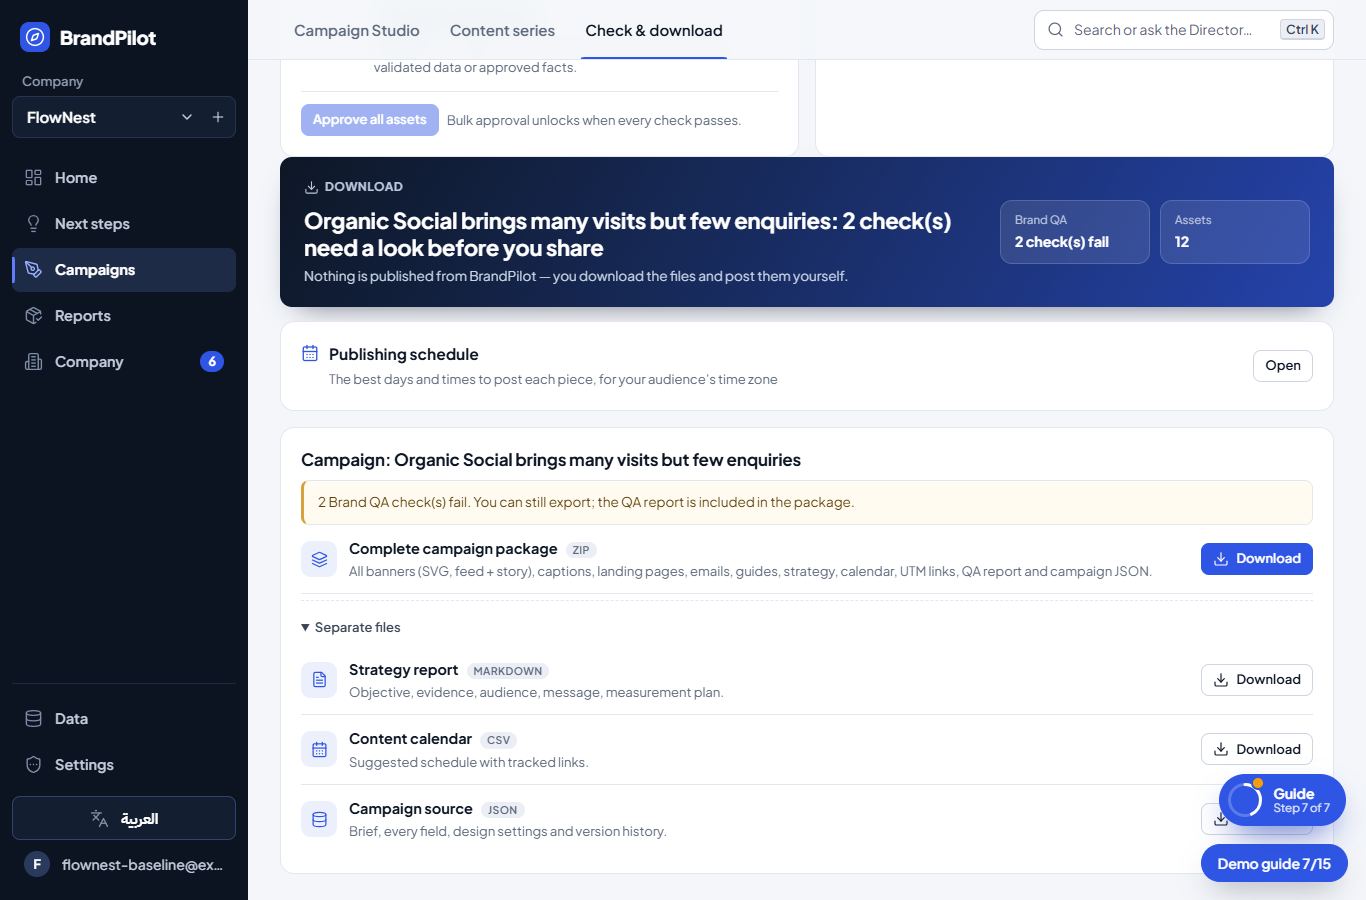 BrandPilot
Company
FlowNest
Home
Next steps
Campaigns
Reports
Company 6
Data
Settings
العربية
F flownest-baseline@ex...
Campaign Studio Content series Check & download
Search or ask the Director... Ctrl K
validated data or approved facts.
Approve all assets Bulk approval unlocks when every check passes.
DOWNLOAD
Organic Social brings many visits but few enquiries: 2 check(s)
need a look before you share
Nothing is published from BrandPilot — you download the files and post them yourself.
Brand QA
2 check(s) fail
Assets
12
Publishing schedule
The best days and times to post each piece, for your audience's time zone
Open
Campaign: Organic Social brings many visits but few enquiries
2 Brand QA check(s) fail. You can still export; the QA report is included in the package.
Complete campaign package ZIP
All banners (SVG, feed + story), captions, landing pages, emails, guides, strategy, calendar, UTM links, QA report and campaign JSON.
Download
▼ Separate files
Strategy report MARKDOWN
Objective, evidence, audience, message, measurement plan.
Download
Content calendar CSV
Suggested schedule with tracked links.
Download
Campaign source JSON
Brief, every field, design settings and version history.
Guide
Step 7 of 7
Demo guide 7/15